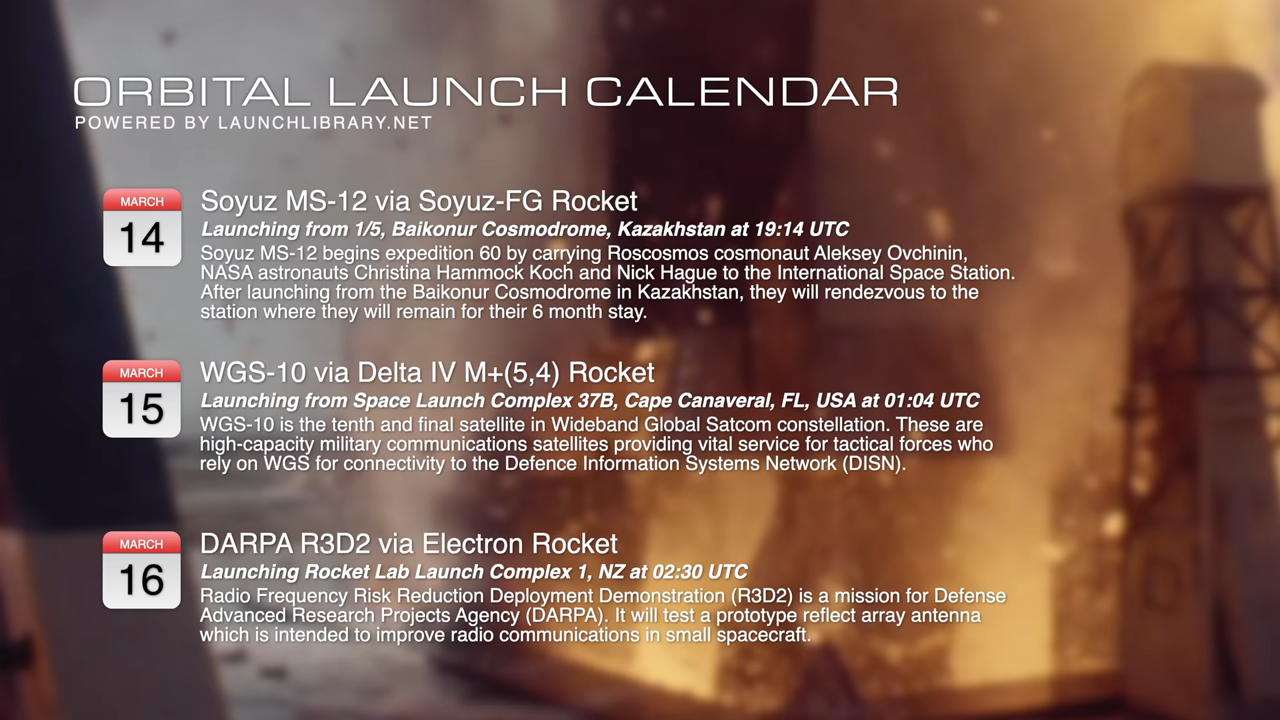 ORBITAL LAUNCH CALENDAR
POWERED BY LAUNCHLIBRARY.NET
MARCH
14
Soyuz MS-12 via Soyuz-FG Rocket
Launching from 1/5, Baikonur Cosmodrome, Kazakhstan at 19:14 UTC
Soyuz MS-12 begins expedition 60 by carrying Roscosmos cosmonaut Aleksey Ovchinin,
NASA astronauts Christina Hammock Koch and Nick Hague to the International Space Station.
After launching from the Baikonur Cosmodrome in Kazakhstan, they will rendezvous to the
station where they will remain for their 6 month stay.
MARCH
15
WGS-10 via Delta IV M+(5,4) Rocket
Launching from Space Launch Complex 37B, Cape Canaveral, FL, USA at 01:04 UTC
WGS-10 is the tenth and final satellite in Wideband Global Satcom constellation. These are
high-capacity military communications satellites providing vital service for tactical forces who
rely on WGS for connectivity to the Defence Information Systems Network (DISN).
MARCH
16
DARPA R3D2 via Electron Rocket
Launching Rocket Lab Launch Complex 1, NZ at 02:30 UTC
Radio Frequency Risk Reduction Deployment Demonstration (R3D2) is a mission for Defense
Advanced Research Projects Agency (DARPA). It will test a prototype reflect array antenna
which is intended to improve radio communications in small spacecraft.